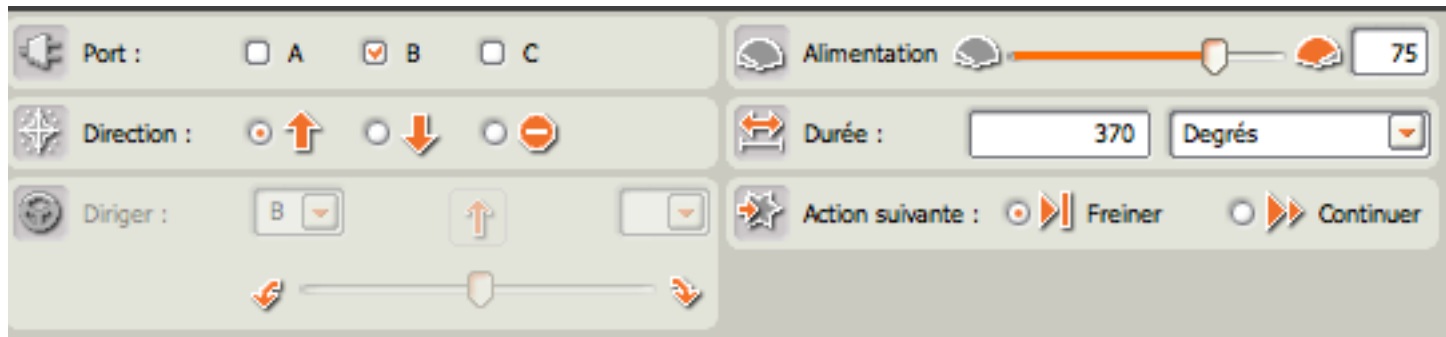 Port : A B C
Direction :
Diriger : B
Alimentation 75
Durée : 370 Degrés
Action suivante : Freiner Continuer